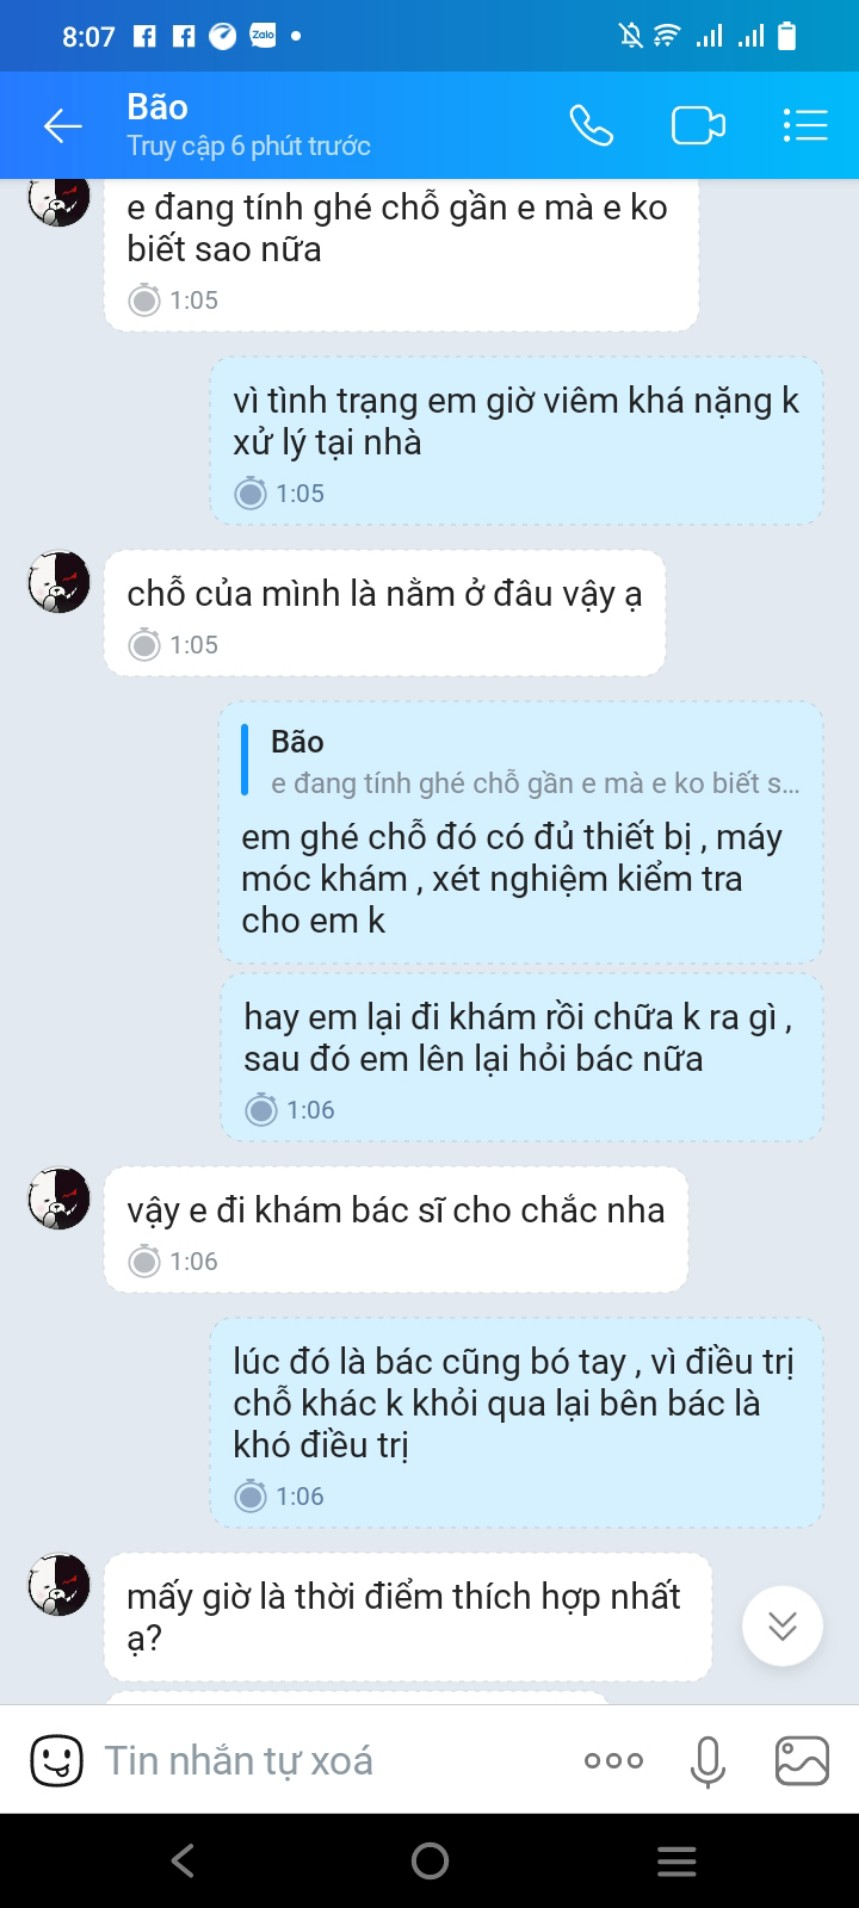 8:07
Zalo
Bão
Truy cập 6 phút trước
e đang tính ghé chỗ gần e mà e ko
biết sao nữa
1:05
vì tình trạng em giờ viêm khá nặng k
xử lý tại nhà
1:05
chỗ của mình là nằm ở đâu vậy ạ
1:05
Bão
e đang tính ghé chỗ gần e mà e ko biết s...
em ghé chỗ đó có đủ thiết bị , máy
móc khám , xét nghiệm kiểm tra
cho em k
hay em lại đi khám rồi chữa k ra gì ,
sau đó em lên lại hỏi bác nữa
1:06
vậy e đi khám bác sĩ cho chắc nha
1:06
lúc đó là bác cũng bó tay , vì điều trị
chỗ khác k khỏi qua lại bên bác là
khó điều trị
1:06
mấy giờ là thời điểm thích hợp nhất
ạ?
Tin nhắn tự xoá